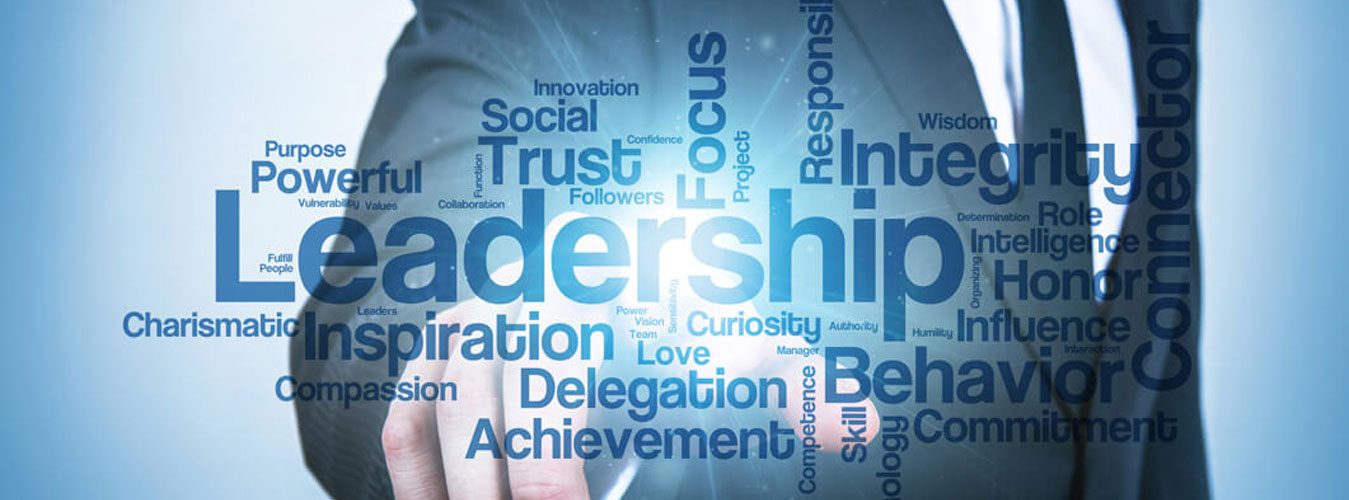 Innovation
Social
Trust
Confidence
Focus
Project
Responsi
Wisdom
Integrity
Connector
Purpose
Powerful
Vulnerability
Values
Function
Collaboration
Followers
Leadership
Determination
Role
Intelligence
Organizing
Honor
Fulfill
People
Charismatic
Leaders
Inspiration
Power
Vision
Team
Sensitivity
Curiosity
Authority
Humility
Influence
Interaction
Love
Manager
Behavior
Compassion
Delegation
Competence
Skill
ology
Commitment
Achievement